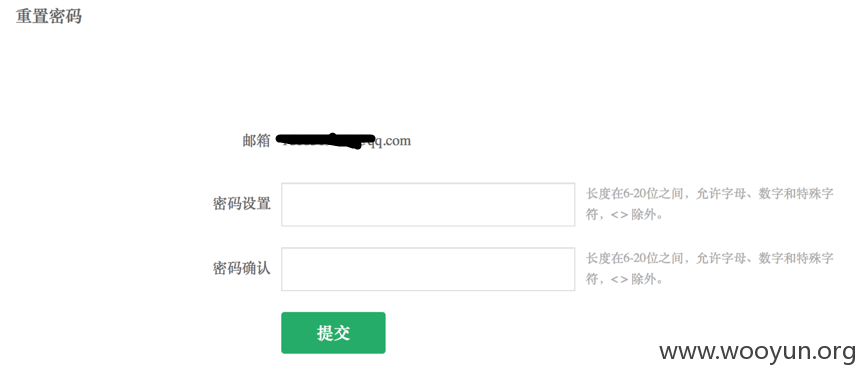 重置密码
邮箱 qq.com
密码设置
长度在6-20位之间，允许字母、数字和特殊字
符，<> 除外。
密码确认
长度在6-20位之间，允许字母、数字和特殊字
符，<> 除外。
提交
www.wooyun.org